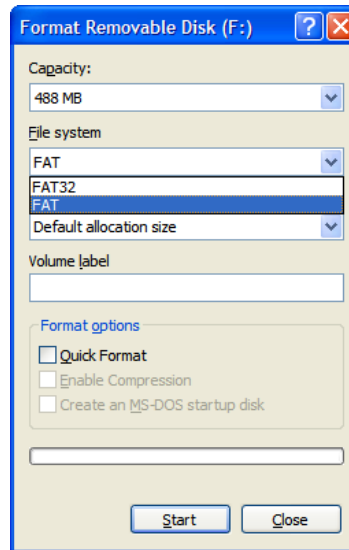 Format Removable Disk (F:)
Capacity:
488 MB
File system
FAT
FAT32
FAT
Default allocation size
Volume label
Format options
Quick Format
Enable Compression
Create an MS-DOS startup disk
Start Close